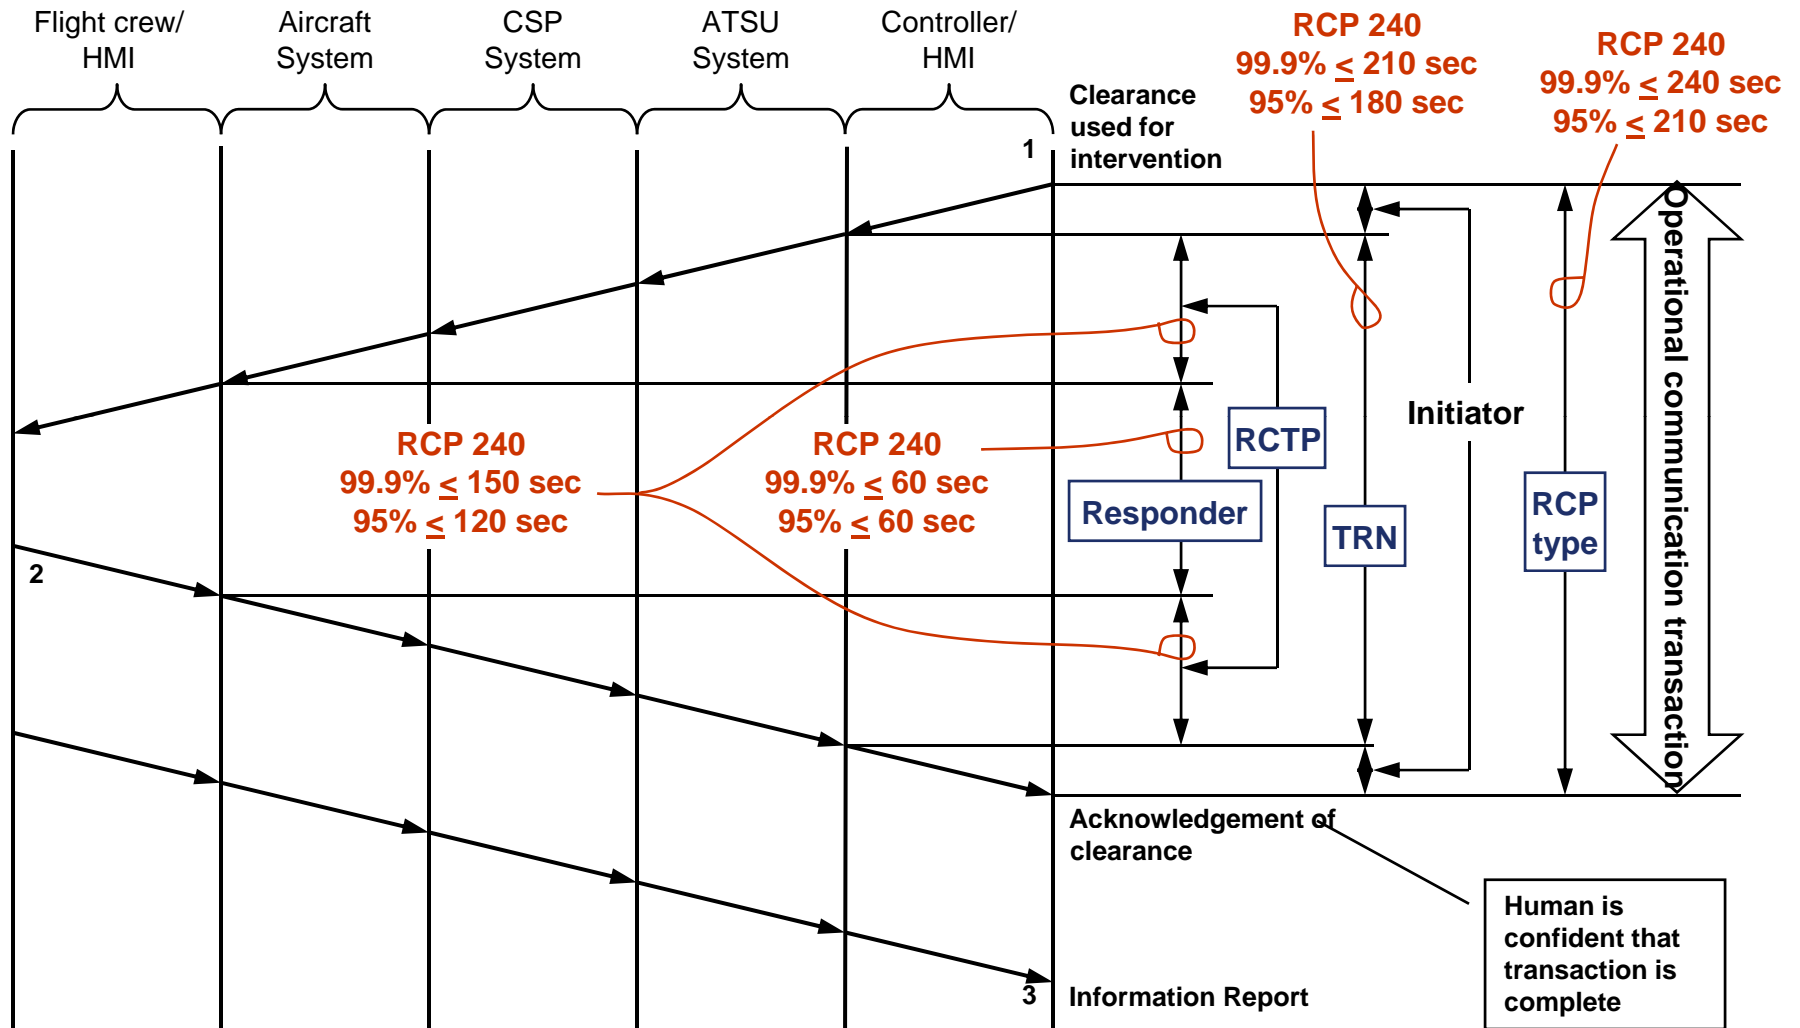 Flight crew/
HMI
Aircraft
System
CSP
System
ATSU
System
Controller/
HMI
RCP 240
99.9% ≤ 210 sec
95% ≤ 180 sec
RCP 240
99.9% ≤ 240 sec
95% ≤ 210 sec
1
Clearance
used for
intervention
Operational communication transaction
RCP 240
99.9% ≤ 150 sec
95% ≤ 120 sec
RCP 240
99.9% ≤ 60 sec
95% ≤ 60 sec
RCTP
Initiator
Responder
TRN
RCP
type
2
Acknowledgement of
clearance
Human is
confident that
transaction is
complete
3
Information Report